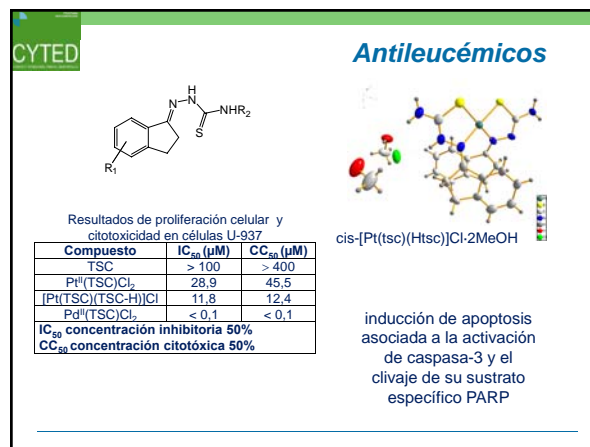 CYTED
Antileucémicos
H
N
N
NHR2
S
R1
Resultados de proliferación celular y
citotoxicidad en células U-937
Compuesto IC50 (µM) CC50 (µM)
TSC > 100 > 400
PtII(TSC)Cl2 28,9 45,5
[Pt(TSC)(TSC-H)]Cl 11,8 12,4
PdII(TSC)Cl2 < 0,1 < 0,1
IC50 concentración inhibitoria 50%
CC50 concentración citotóxica 50%
cis-[Pt(tsc)(Htsc)]Cl·2MeOH
inducción de apoptosis
asociada a la activación
de caspasa-3 y el
clivaje de su sustrato
específico PARP